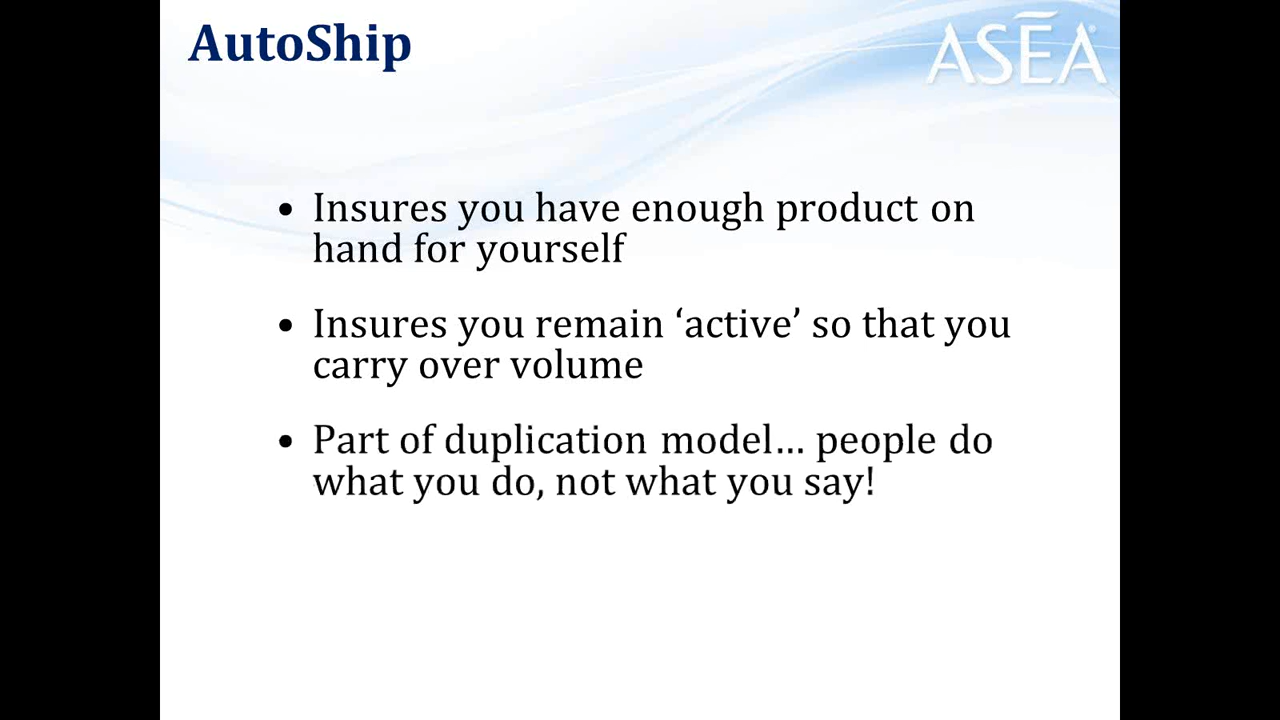 AutoShip
ASEA
• Insures you have enough product on
hand for yourself
• Insures you remain ‘active’ so that you
carry over volume
• Part of duplication model... people do
what you do, not what you say!